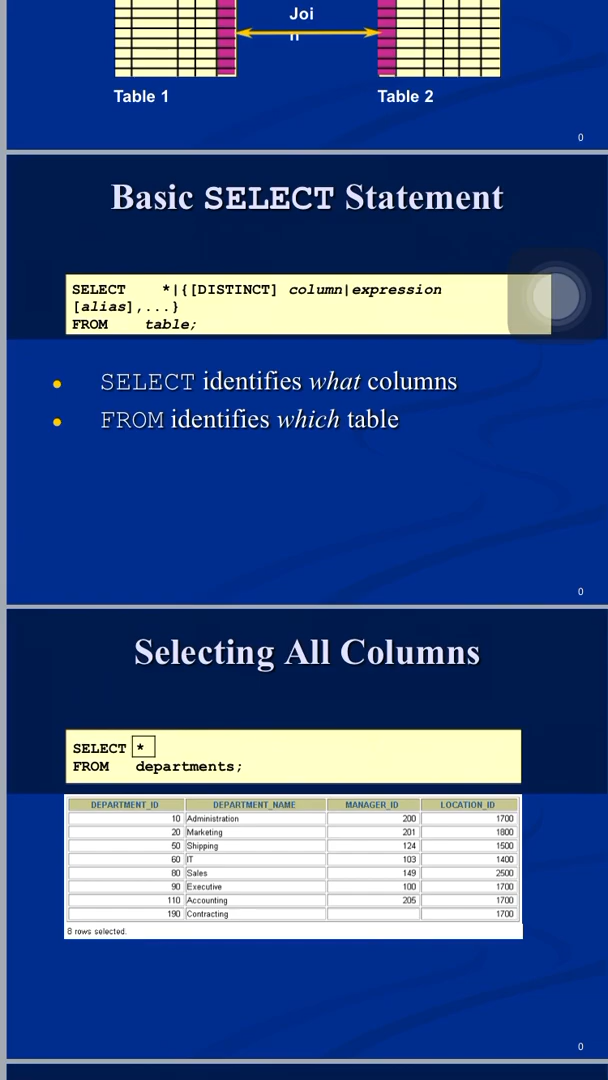 Joi
n
Table 1
Table 2
0
Basic SELECT Statement
SELECT *|{[DISTINCT] column|expression
[alias],...}
FROM table;
SELECT identifies what columns
FROM identifies which table
0
Selecting All Columns
SELECT *
FROM departments;
DEPARTMENT_ID DEPARTMENT_NAME MANAGER_ID LOCATION_ID
10 Administration 200 1700
20 Marketing 201 1800
50 Shipping 124 1500
60 IT 103 1400
80 Sales 149 2500
90 Executive 100 1700
110 Accounting 205 1700
190 Contracting 1700
8 rows selected.
0